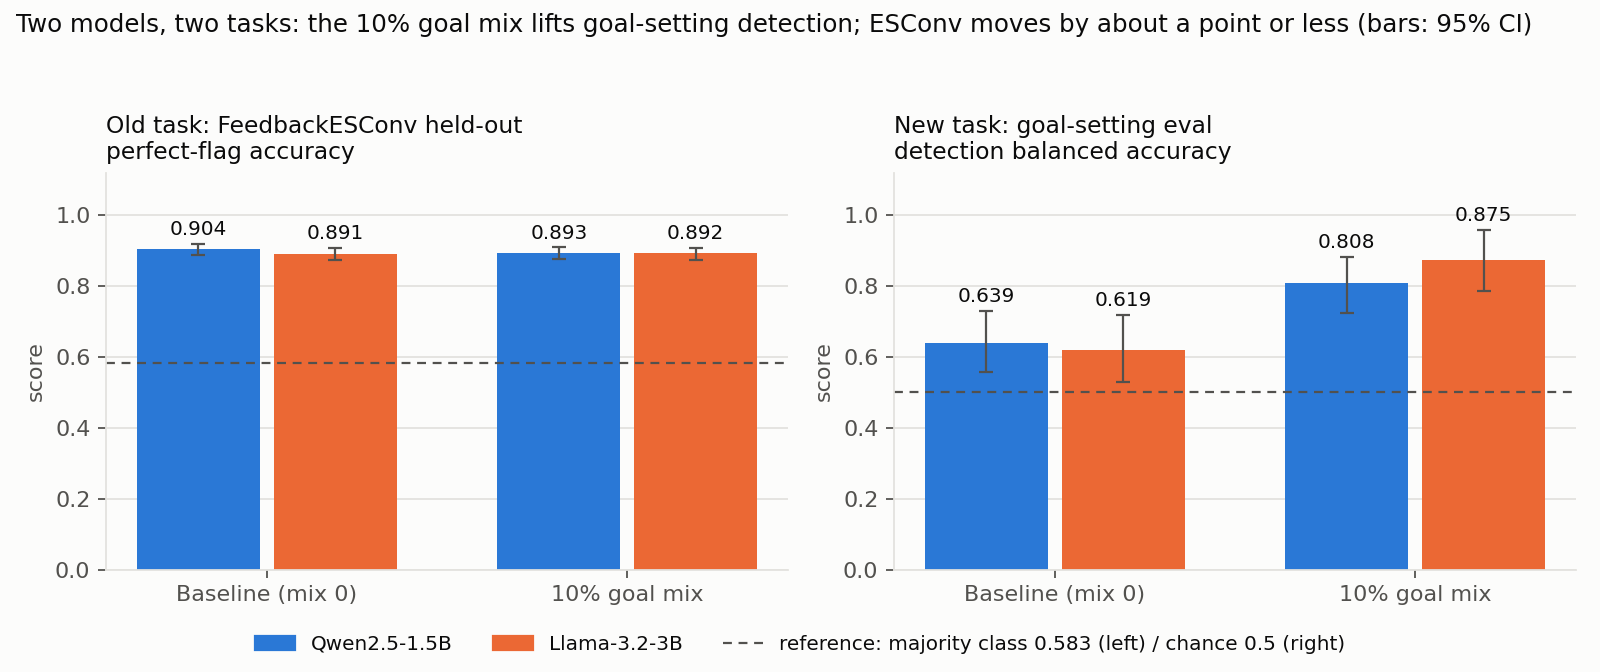 Two models, two tasks: the 10% goal mix lifts goal-setting detection; ESConv moves by about a point or less (bars: 95% CI)
Old task: FeedbackESConv held-out
perfect-flag accuracy
score
1.0
0.8
0.6
0.4
0.2
0.0
0.904
0.891
0.893
0.892
Baseline (mix 0)
10% goal mix
New task: goal-setting eval
detection balanced accuracy
score
1.0
0.8
0.6
0.4
0.2
0.0
0.639
0.619
0.808
0.875
Baseline (mix 0)
10% goal mix
Qwen2.5-1.5B
Llama-3.2-3B
reference: majority class 0.583 (left) / chance 0.5 (right)